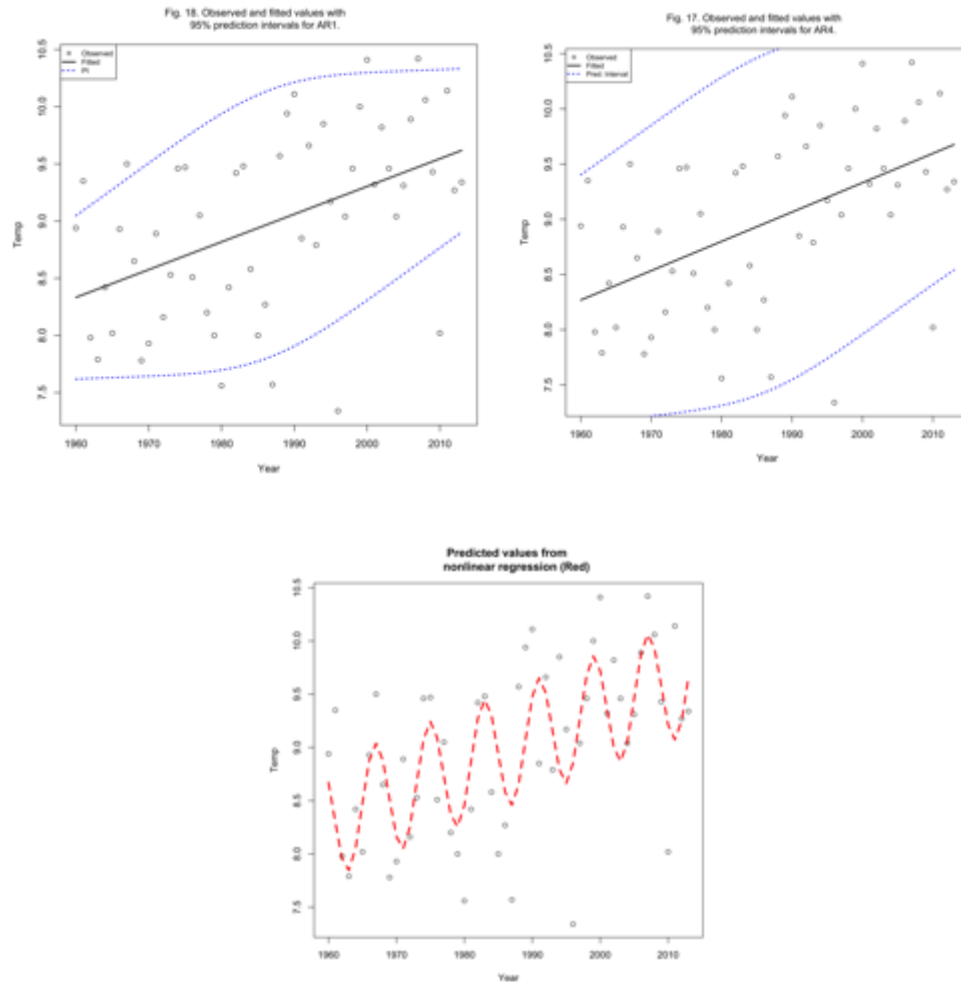 Fig. 18. Observed and fitted values with
95% prediction intervals for AR1.
Observed
Fitted
PI
10.5
10.0
9.5
9.0
8.5
8.0
7.5
Temp
1960 1970 1980 1990 2000 2010
Year
Fig. 17. Observed and fitted values with
95% prediction intervals for AR4.
Observed
Fitted
Pred. Interval
10.5
10.0
9.5
9.0
8.5
8.0
7.5
Temp
1960 1970 1980 1990 2000 2010
Year
Predicted values from
nonlinear regression (Red)
10.5
10.0
9.5
9.0
8.5
8.0
7.5
Temp
1960 1970 1980 1990 2000 2010
Year